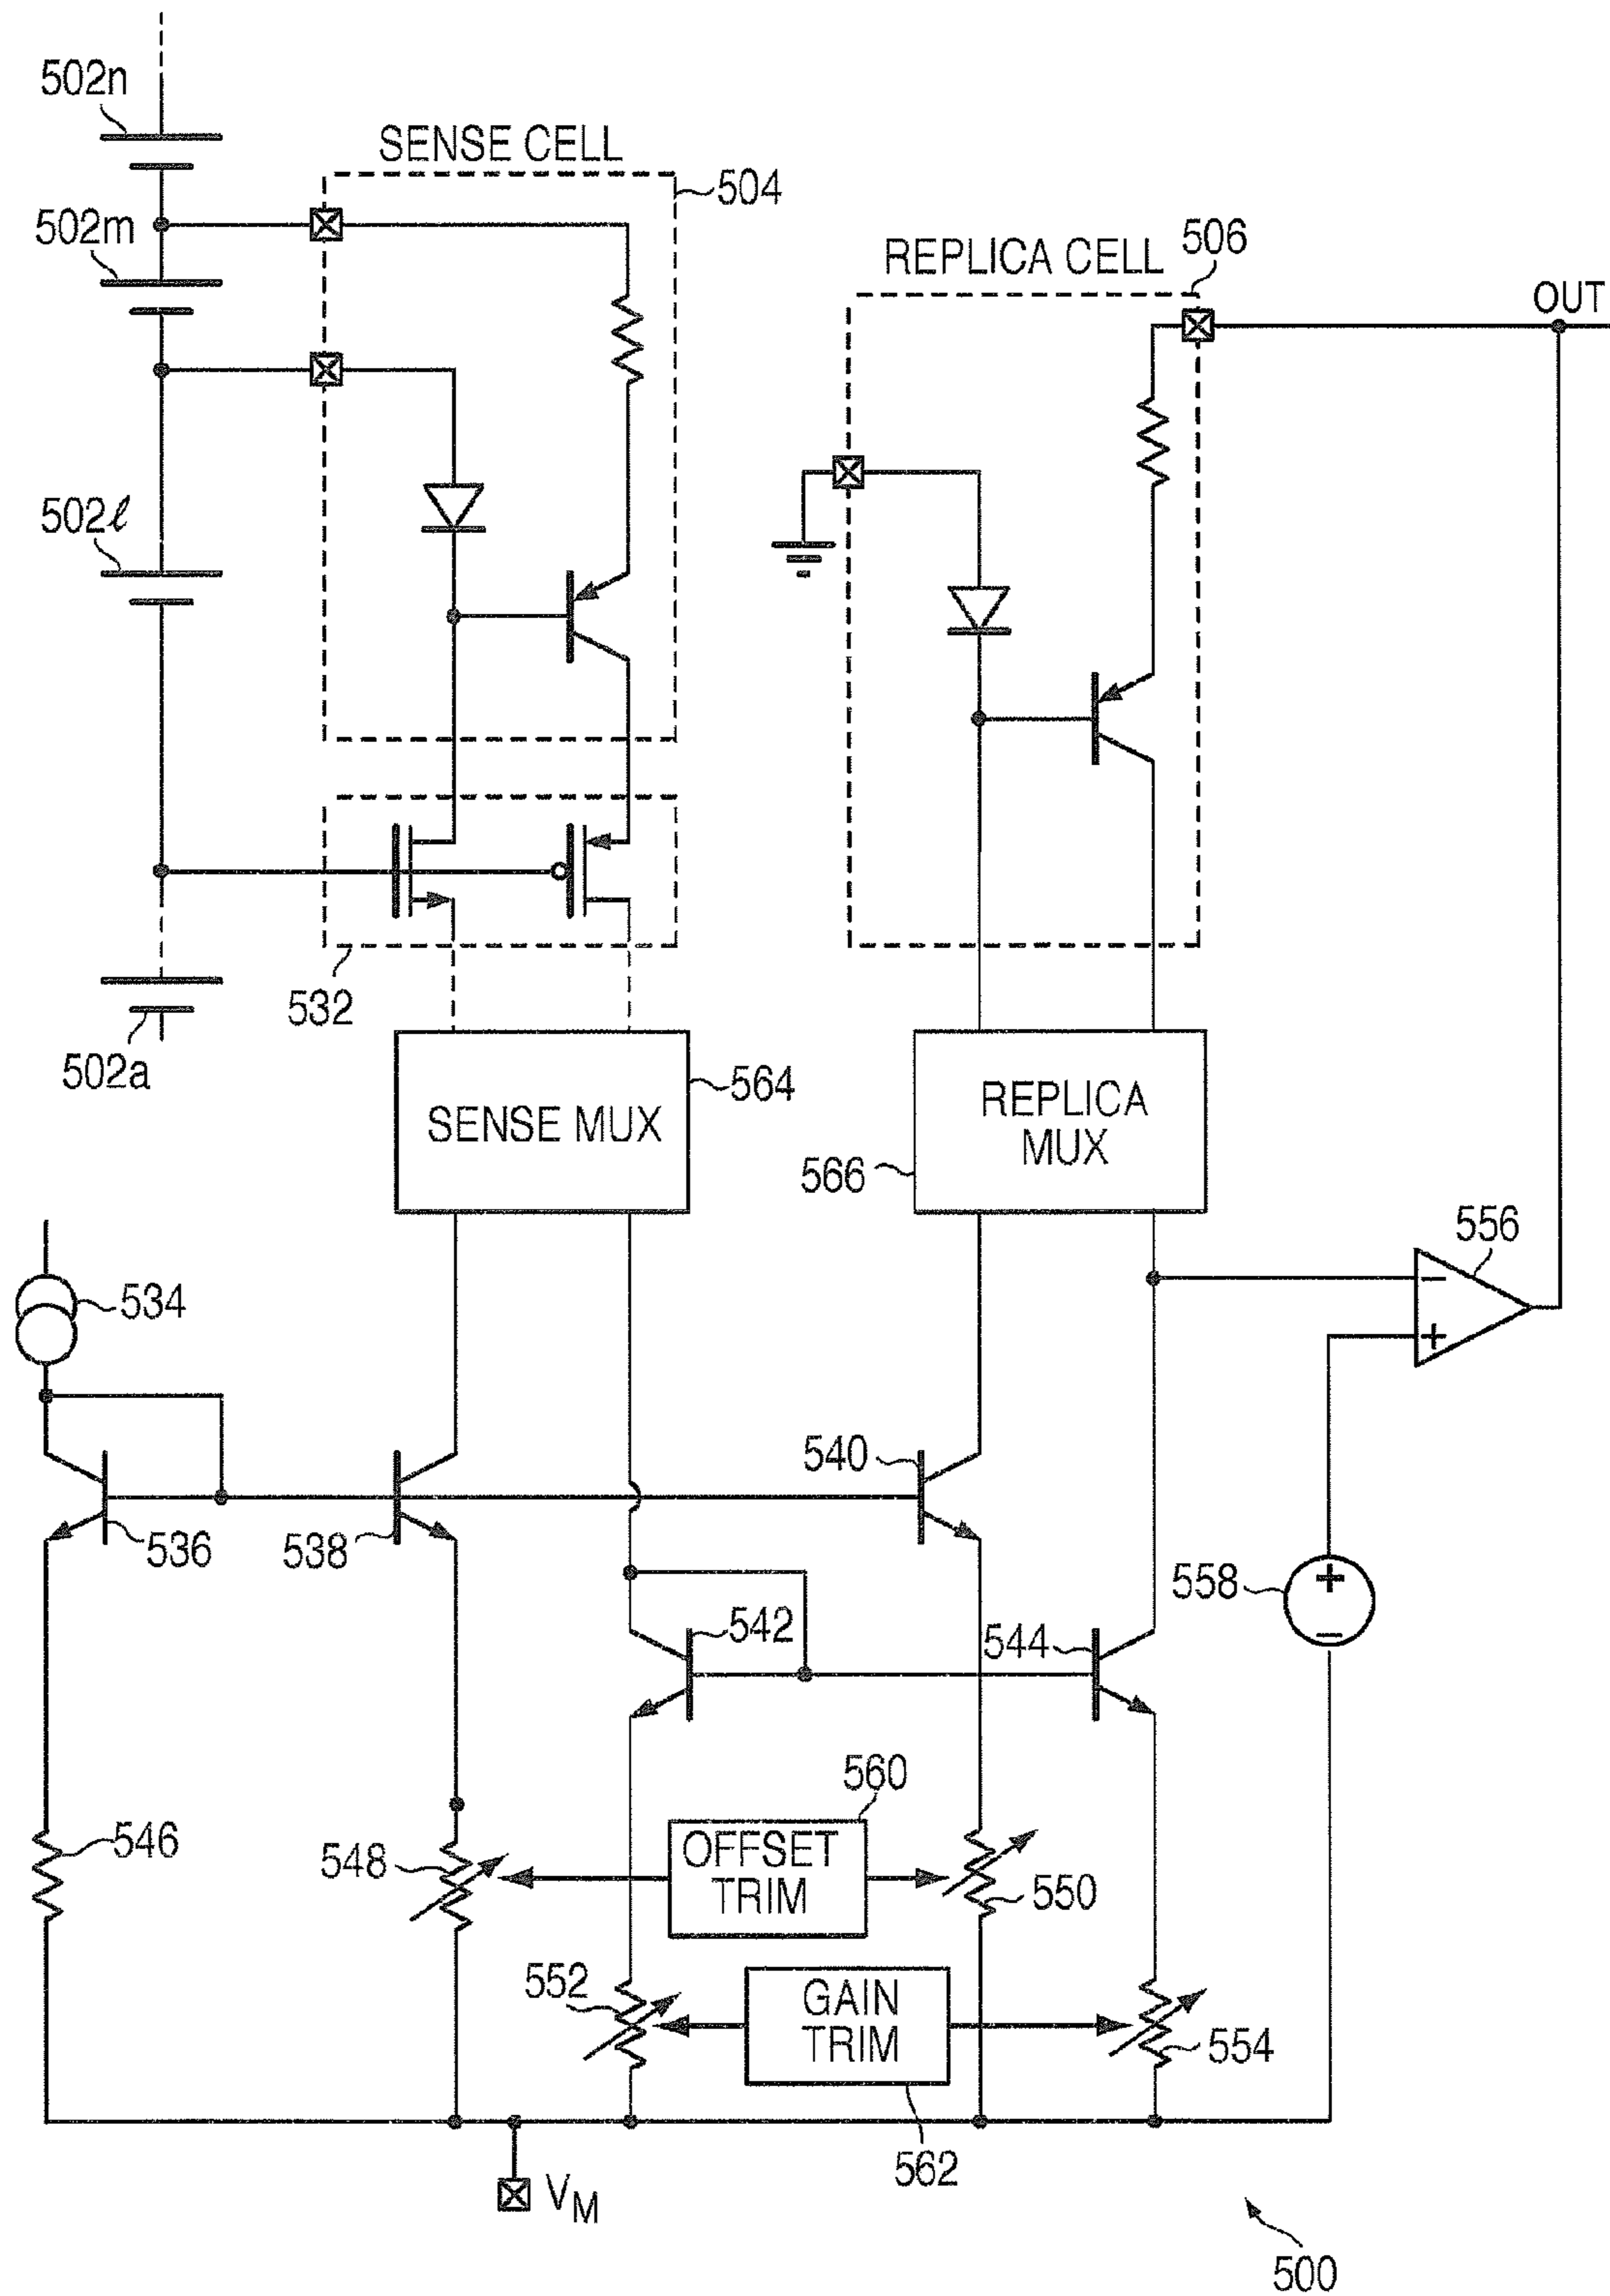 502n
SENSE CELL
504
502m
506
REPLICA CELL
OUT
502ℓ
532
502a
564
SENSE MUX
REPLICA
MUX
566
556
−
+
534
540
536
538
558
+
−
542
544
560
OFFSET
TRIM
546
548
550
552
GAIN
TRIM
554
562
VM
500